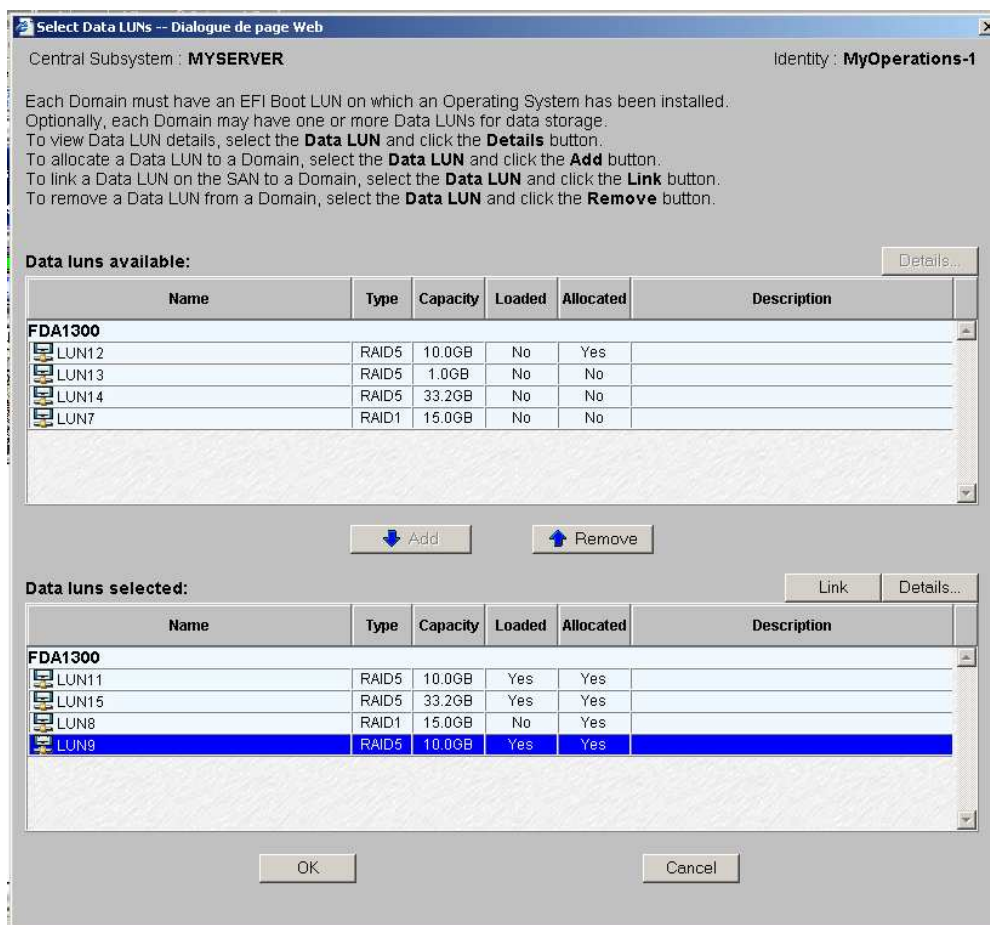 Select Data LUNs -- Dialogue de page Web
Central Subsystem : MYSERVER Identity : MyOperations-1
Each Domain must have an EFI Boot LUN on which an Operating System has been installed.
Optionally, each Domain may have one or more Data LUNs for data storage.
To view Data LUN details, select the Data LUN and click the Details button.
To allocate a Data LUN to a Domain, select the Data LUN and click the Add button.
To link a Data LUN on the SAN to a Domain, select the Data LUN and click the Link button.
To remove a Data LUN from a Domain, select the Data LUN and click the Remove button.
Data luns available: Details...
Name Type Capacity Loaded Allocated Description
FDA1300
LUN12 RAID5 10.0GB No Yes
LUN13 RAID5 1.0GB No No
LUN14 RAID5 33.2GB No No
LUN7 RAID1 15.0GB No No
Add Remove
Data luns selected: Link Details...
Name Type Capacity Loaded Allocated Description
FDA1300
LUN11 RAID5 10.0GB Yes Yes
LUN15 RAID5 33.2GB Yes Yes
LUN8 RAID1 15.0GB No Yes
LUN9 RAID5 10.0GB Yes Yes
OK Cancel